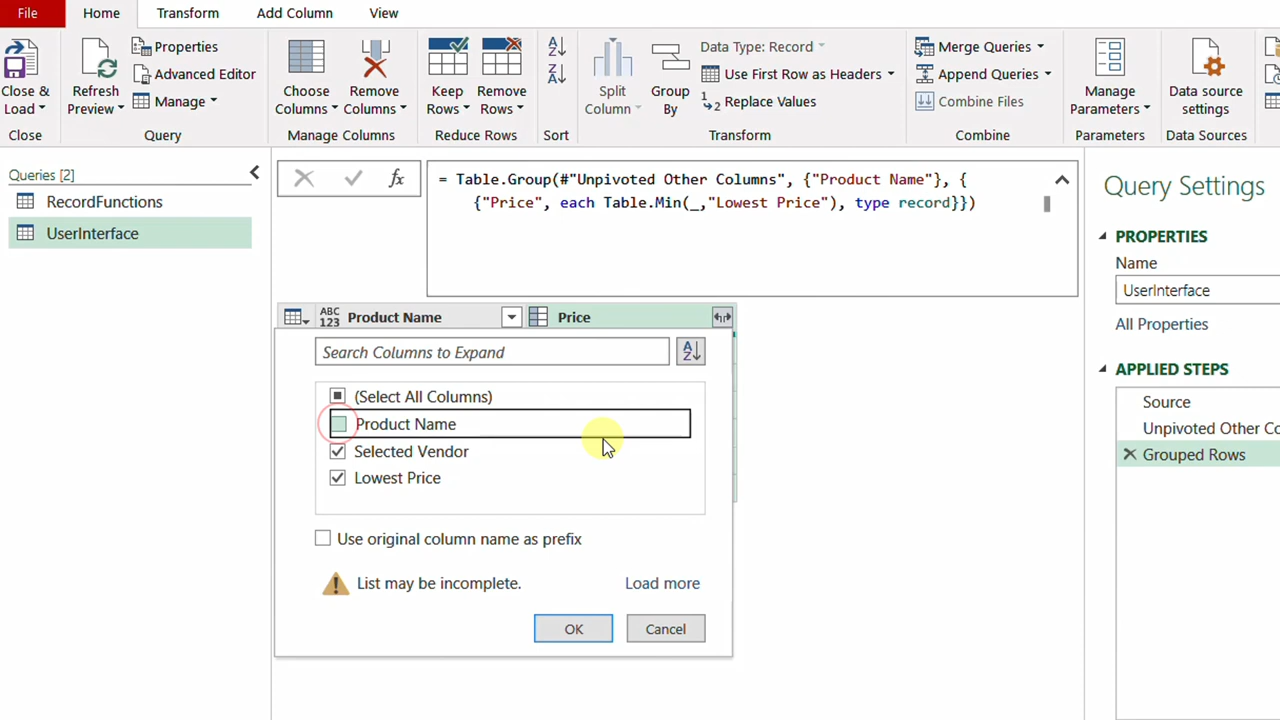 File Home Transform Add Column View
Close & Load
Close
Refresh Preview
Properties
Advanced Editor
Manage
Query
Choose Columns
Remove Columns
Manage Columns
Keep Rows
Remove Rows
Reduce Rows
Sort
Split Column
Group By
Data Type: Record
Use First Row as Headers
Replace Values
Transform
Merge Queries
Append Queries
Combine Files
Combine
Manage Parameters
Parameters
Data source settings
Data Sources
Queries [2]
RecordFunctions
UserInterface
fx
= Table.Group(#"Unpivoted Other Columns", {"Product Name"}, {
{"Price", each Table.Min(_,"Lowest Price"), type record}})
ABC 123 Product Name Price
Search Columns to Expand
(Select All Columns)
Product Name
Selected Vendor
Lowest Price
Use original column name as prefix
List may be incomplete. Load more
OK Cancel
Query Settings
PROPERTIES
Name
UserInterface
All Properties
APPLIED STEPS
Source
Unpivoted Other Co
Grouped Rows